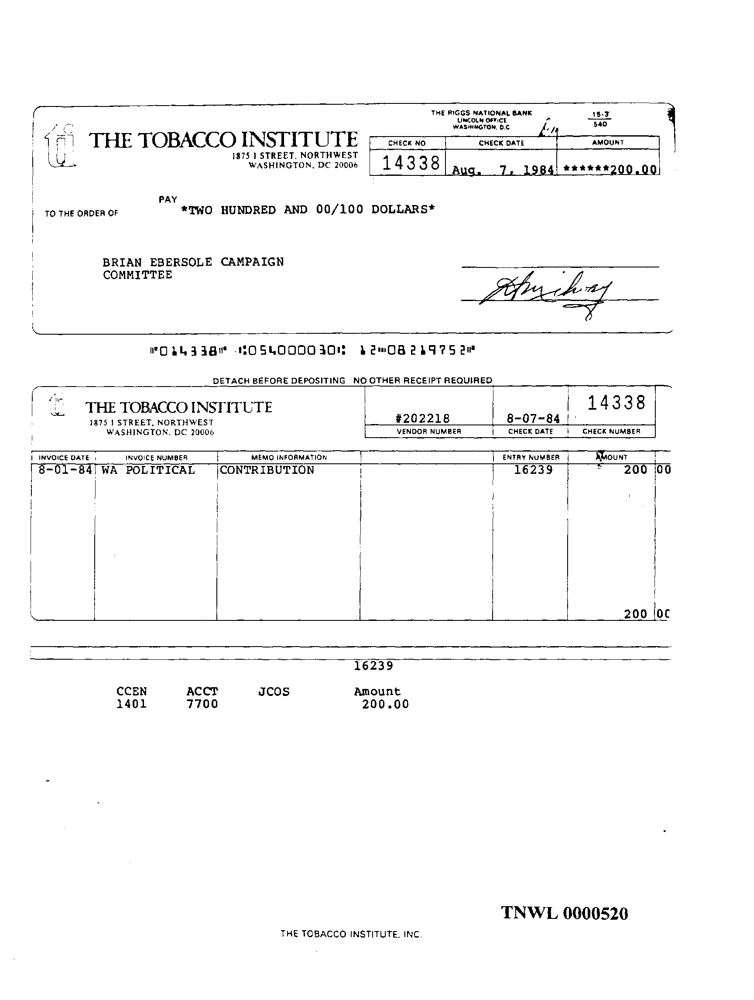 THE RIGGS NATIONAL BANK
LINCOLN OFFICE
WASHINGTON, D.C.
15-3
540
THE TOBACCO INSTITUTE
1875 I STREET, NORTHWEST
WASHINGTON, DC 20006
CHECK NO CHECK DATE AMOUNT
14338 Aug. 7, 1984 ******200.00
PAY
TO THE ORDER OF *TWO HUNDRED AND 00/100 DOLLARS*
BRIAN EBERSOLE CAMPAIGN
COMMITTEE
⑈014338⑈ ⑆054000030⑆ 12⑉08219752⑈
DETACH BEFORE DEPOSITING NO OTHER RECEIPT REQUIRED
THE TOBACCO INSTITUTE
1875 I STREET, NORTHWEST
WASHINGTON, DC 20006
#202218 8-07-84 14338
VENDOR NUMBER CHECK DATE CHECK NUMBER
INVOICE DATE INVOICE NUMBER MEMO INFORMATION ENTRY NUMBER AMOUNT
8-01-84 WA POLITICAL CONTRIBUTION 16239 200 00
200 00
16239
CCEN ACCT JCOS Amount
1401 7700 200.00
TNWL 0000520
THE TOBACCO INSTITUTE, INC.